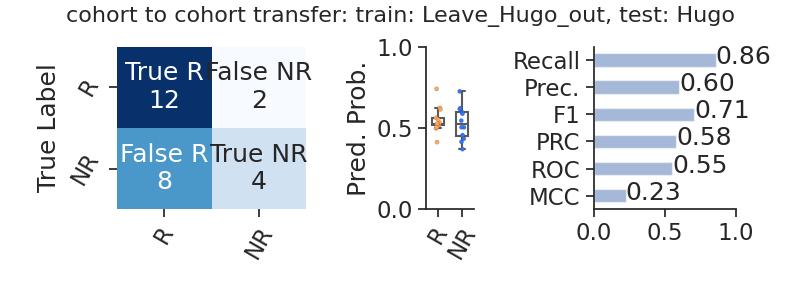 cohort to cohort transfer: train: Leave_Hugo_out, test: Hugo
True Label
R
NR
True R
12
False NR
2
False R
8
True NR
4
R
NR
Pred. Prob.
1.0
0.5
0.0
R
NR
Recall
0.86
Prec.
0.60
F1
0.71
PRC
0.58
ROC
0.55
MCC
0.23
0.0
0.5
1.0